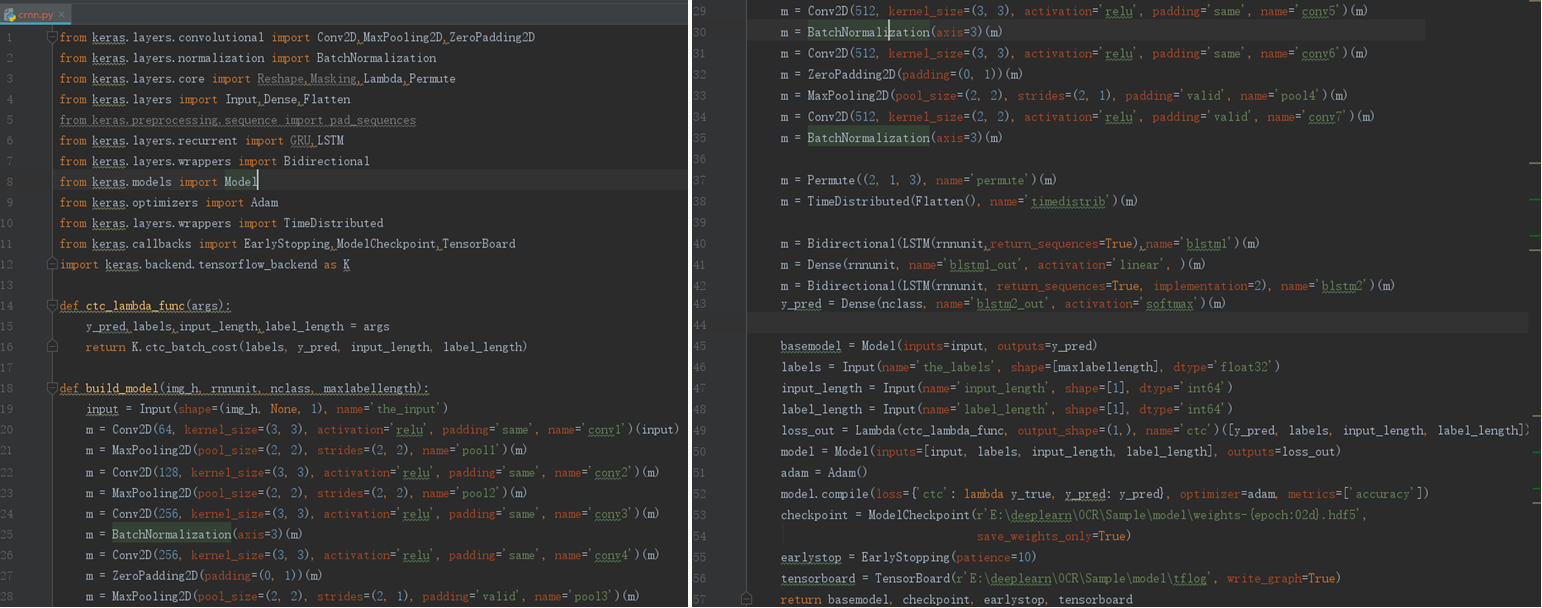 crnn.py
1 from keras.layers.convolutional import Conv2D,MaxPooling2D,ZeroPadding2D
2 from keras.layers.normalization import BatchNormalization
3 from keras.layers.core import Reshape,Masking,Lambda,Permute
4 from keras.layers import Input,Dense,Flatten
5 from keras.preprocessing.sequence import pad_sequences
6 from keras.layers.recurrent import GRU,LSTM
7 from keras.layers.wrappers import Bidirectional
8 from keras.models import Model
9 from keras.optimizers import Adam
10 from keras.layers.wrappers import TimeDistributed
11 from keras.callbacks import EarlyStopping,ModelCheckpoint,TensorBoard
12 import keras.backend.tensorflow_backend as K
13
14 def ctc_lambda_func(args):
15 y_pred,labels,input_length,label_length = args
16 return K.ctc_batch_cost(labels, y_pred, input_length, label_length)
17
18 def build_model(img_h, rnnunit, nclass, maxlabellength):
19 input = Input(shape=(img_h, None, 1), name='the_input')
20 m = Conv2D(64, kernel_size=(3, 3), activation='relu', padding='same', name='conv1')(input)
21 m = MaxPooling2D(pool_size=(2, 2), strides=(2, 2), name='pool1')(m)
22 m = Conv2D(128, kernel_size=(3, 3), activation='relu', padding='same', name='conv2')(m)
23 m = MaxPooling2D(pool_size=(2, 2), strides=(2, 2), name='pool2')(m)
24 m = Conv2D(256, kernel_size=(3, 3), activation='relu', padding='same', name='conv3')(m)
25 m = BatchNormalization(axis=3)(m)
26 m = Conv2D(256, kernel_size=(3, 3), activation='relu', padding='same', name='conv4')(m)
27 m = ZeroPadding2D(padding=(0, 1))(m)
28 m = MaxPooling2D(pool_size=(2, 2), strides=(2, 1), padding='valid', name='pool3')(m)
29 m = Conv2D(512, kernel_size=(3, 3), activation='relu', padding='same', name='conv5')(m)
30 m = BatchNormalization(axis=3)(m)
31 m = Conv2D(512, kernel_size=(3, 3), activation='relu', padding='same', name='conv6')(m)
32 m = ZeroPadding2D(padding=(0, 1))(m)
33 m = MaxPooling2D(pool_size=(2, 2), strides=(2, 1), padding='valid', name='pool4')(m)
34 m = Conv2D(512, kernel_size=(2, 2), activation='relu', padding='valid', name='conv7')(m)
35 m = BatchNormalization(axis=3)(m)
36
37 m = Permute((2, 1, 3), name='permute')(m)
38 m = TimeDistributed(Flatten(), name='timedistrib')(m)
39
40 m = Bidirectional(LSTM(rnnunit,return_sequences=True),name='blstm1')(m)
41 m = Dense(rnnunit, name='blstm1_out', activation='linear', )(m)
42 m = Bidirectional(LSTM(rnnunit, return_sequences=True, implementation=2), name='blstm2')(m)
43 y_pred = Dense(nclass, name='blstm2_out', activation='softmax')(m)
44
45 basemodel = Model(inputs=input, outputs=y_pred)
46 labels = Input(name='the_labels', shape=[maxlabellength], dtype='float32')
47 input_length = Input(name='input_length', shape=[1], dtype='int64')
48 label_length = Input(name='label_length', shape=[1], dtype='int64')
49 loss_out = Lambda(ctc_lambda_func, output_shape=(1,), name='ctc')([y_pred, labels, input_length, label_length])
50 model = Model(inputs=[input, labels, input_length, label_length], outputs=loss_out)
51 adam = Adam()
52 model.compile(loss={'ctc': lambda y_true, y_pred: y_pred}, optimizer=adam, metrics=['accuracy'])
53 checkpoint = ModelCheckpoint(r'E:\deeplearn\OCR\Sample\model\weights-{epoch:02d}.hdf5',
54 save_weights_only=True)
55 earlystop = EarlyStopping(patience=10)
56 tensorboard = TensorBoard(r'E:\deeplearn\OCR\Sample\model\tflog', write_graph=True)
57 return basemodel, checkpoint, earlystop, tensorboard